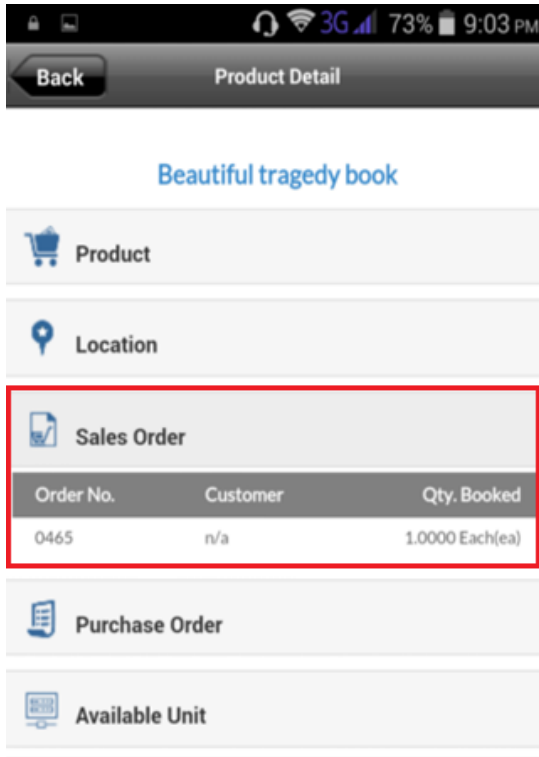 3G 73% 9:03 PM
Back Product Detail
Beautiful tragedy book
Product
Location
Sales Order
Order No. Customer Qty. Booked
0465 n/a 1.0000 Each(ea)
Purchase Order
Available Unit